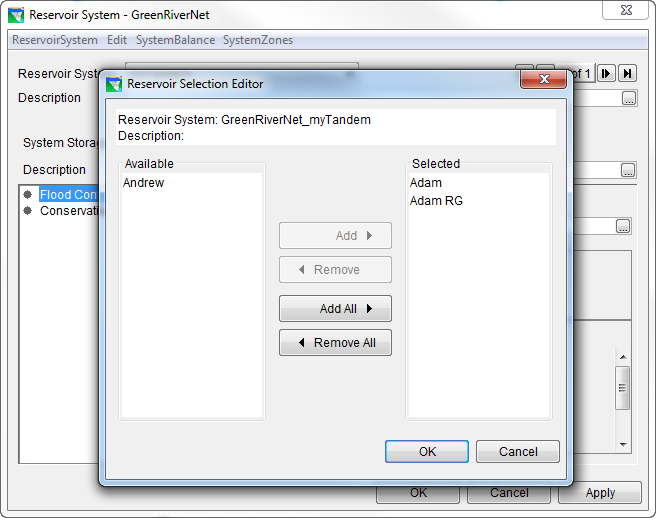 Reservoir System - GreenRiverNet
ReservoirSystem Edit SystemBalance SystemZones
Reservoir System
of 1
Description
...
System Storag
Description
...
Flood Con
Conservati
...
OK Cancel Apply
Reservoir Selection Editor
Reservoir System: GreenRiverNet_myTandem
Description:
Available
Andrew
Add
Remove
Add All
Remove All
Selected
Adam
Adam RG
OK Cancel